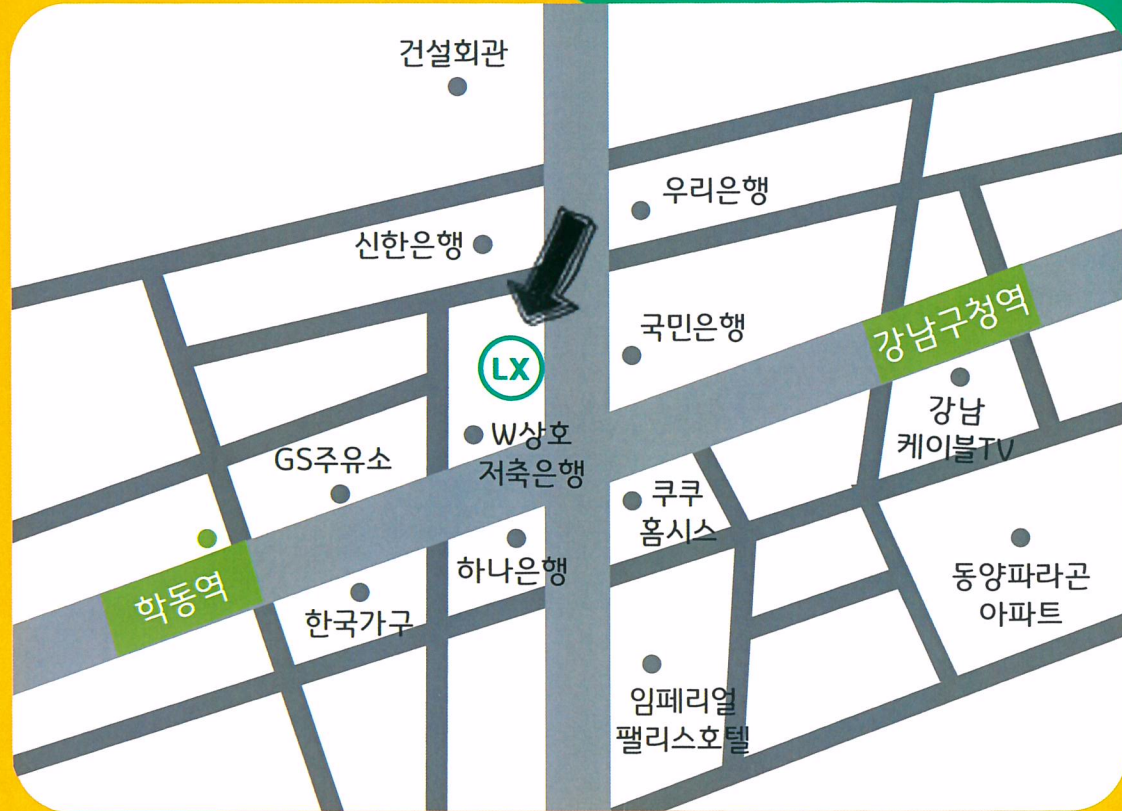 건설회관
우리은행
신한은행
강남구청역
국민은행
LX
강남
케이블TV
W상호
저축은행
GS주유소
쿠쿠
홈시스
하나은행
동양파라곤
아파트
학동역
한국가구
임페리얼
팰리스호텔